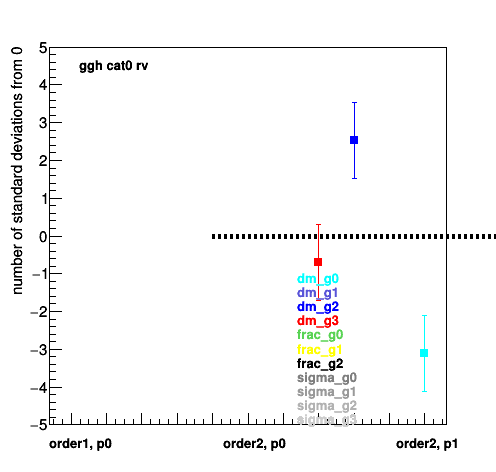 number of standard deviations from 0
5
ggh cat0 rv
4
3
2
1
0
−1
−2
−3
−4
−5
dm_g0
dm_g1
dm_g2
dm_g3
frac_g0
frac_g1
frac_g2
sigma_g0
sigma_g1
sigma_g2
sigma_g3
order1, p0
order2, p0
order2, p1